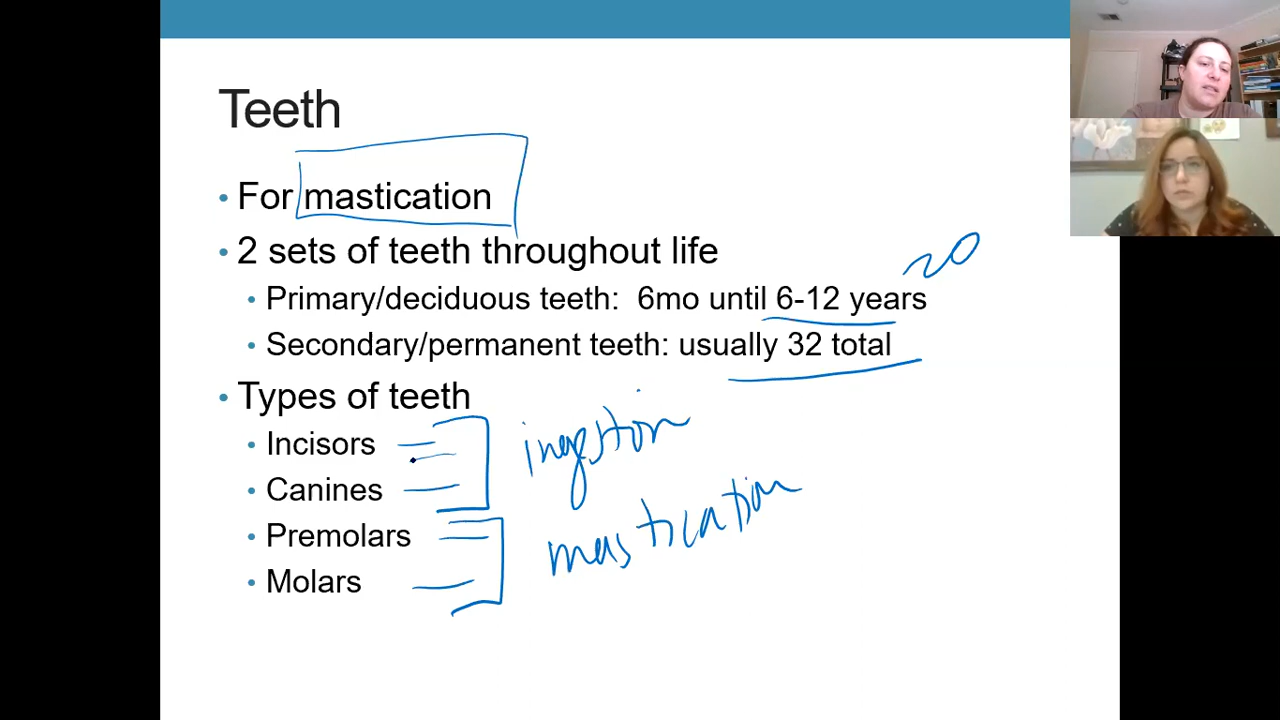 Teeth
• For mastication
• 2 sets of teeth throughout life
20
• Primary/deciduous teeth: 6mo until 6-12 years
• Secondary/permanent teeth: usually 32 total
• Types of teeth
• Incisors
ingestion
• Canines
• Premolars
mastication
• Molars